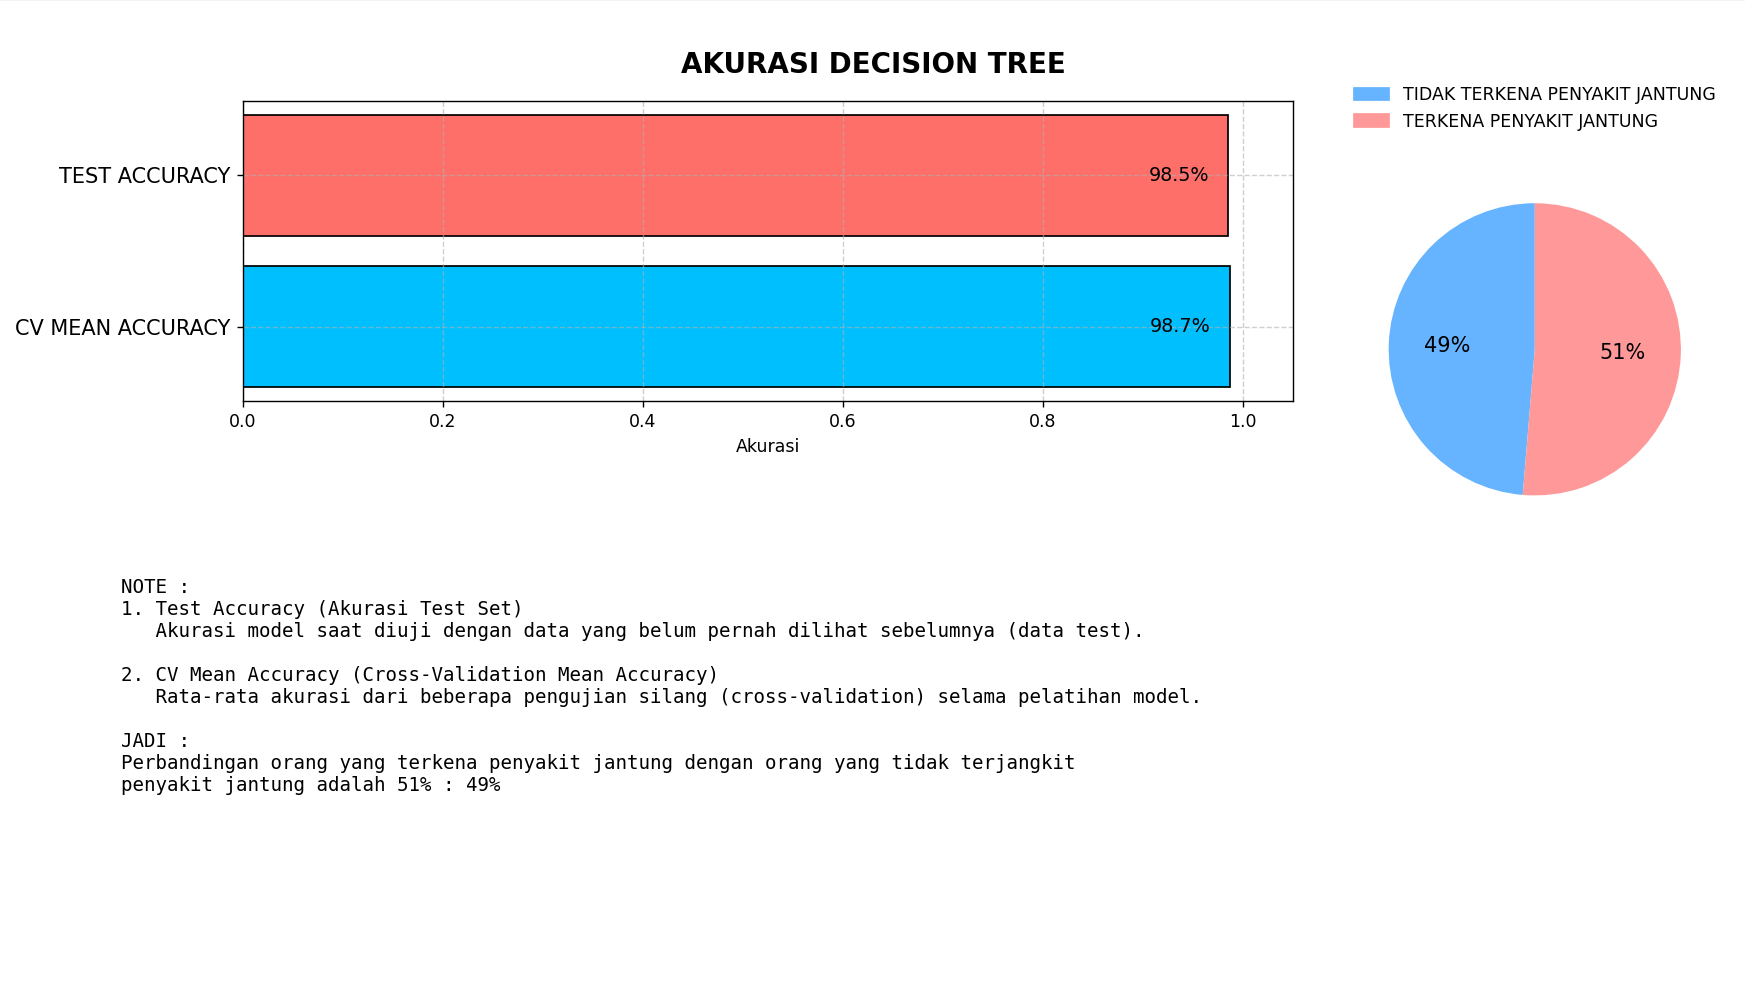 AKURASI DECISION TREE
TIDAK TERKENA PENYAKIT JANTUNG
TERKENA PENYAKIT JANTUNG
TEST ACCURACY
98.5%
CV MEAN ACCURACY
98.7%
0.0 0.2 0.4 0.6 0.8 1.0
Akurasi
49%
51%
NOTE :
1. Test Accuracy (Akurasi Test Set)
Akurasi model saat diuji dengan data yang belum pernah dilihat sebelumnya (data test).
2. CV Mean Accuracy (Cross-Validation Mean Accuracy)
Rata-rata akurasi dari beberapa pengujian silang (cross-validation) selama pelatihan model.
JADI :
Perbandingan orang yang terkena penyakit jantung dengan orang yang tidak terjangkit
penyakit jantung adalah 51% : 49%